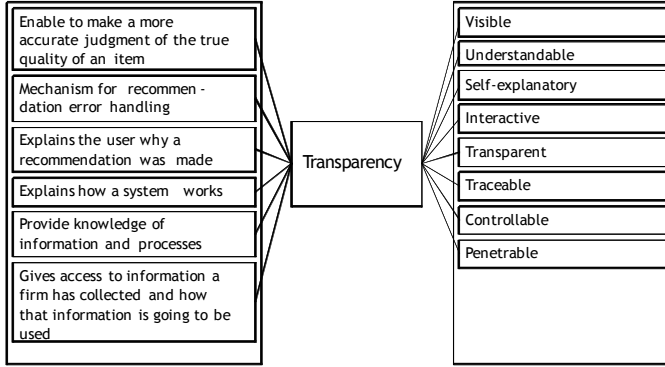 Enable to make a more
accurate judgment of the true
quality of an item
Mechanism for recommen -
dation error handling
Explains the user why a
recommendation was made
Explains how a system works
Provide knowledge of
information and processes
Gives access to information a
firm has collected and how
that information is going to be
used
Transparency
Visible
Understandable
Self-explanatory
Interactive
Transparent
Traceable
Controllable
Penetrable